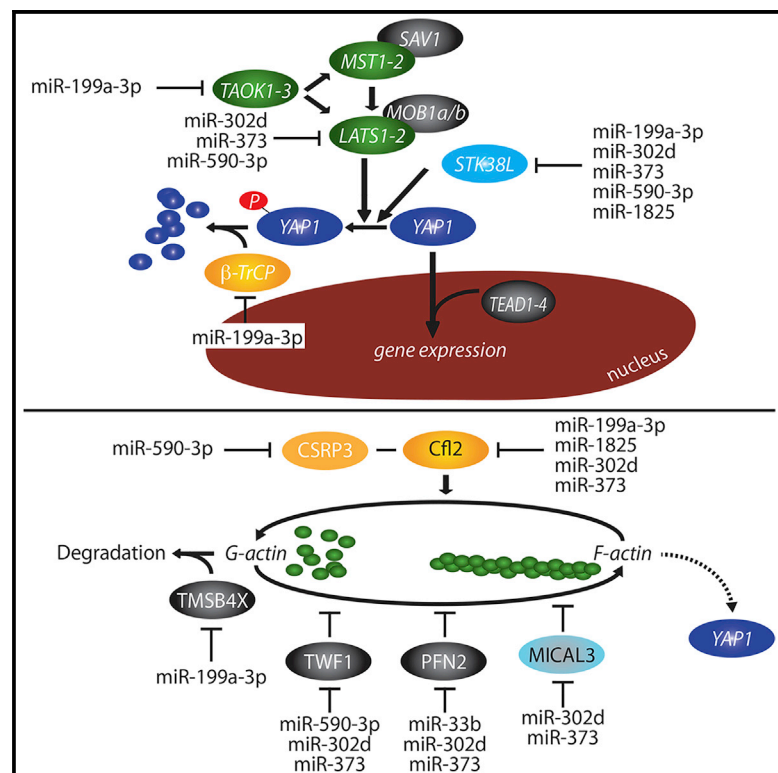 SAV1
MST1-2
miR-199a-3p
TAOK1-3
MOB1a/b
miR-302d
miR-373
miR-590-3p
LATS1-2
STK38L
miR-199a-3p
miR-302d
miR-373
miR-590-3p
miR-1825
P
YAP1
YAP1
β-TrCP
miR-199a-3p
TEAD1-4
gene expression
nucleus
miR-590-3p
CSRP3
Cfl2
miR-199a-3p
miR-1825
miR-302d
miR-373
Degradation
G-actin
F-actin
TMSB4X
YAP1
miR-199a-3p
TWF1
PFN2
MICAL3
miR-590-3p
miR-302d
miR-373
miR-33b
miR-302d
miR-373
miR-302d
miR-373